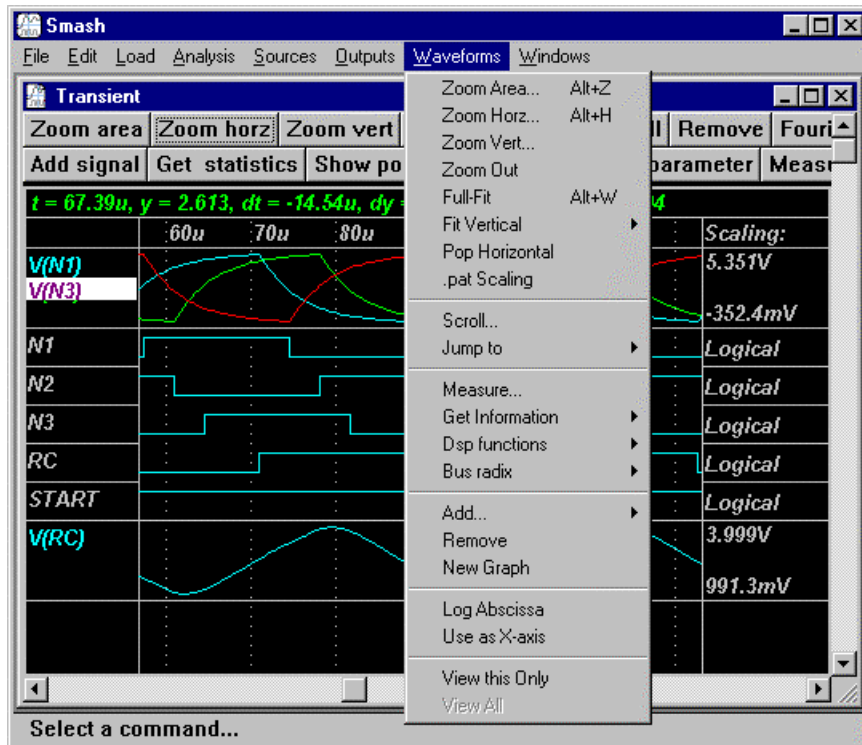 Smash
File Edit Load Analysis Sources Outputs Waveforms Windows
Transient
Zoom area Zoom horz Zoom vert Remove
Add signal Get statistics Show parameter
t = 67.39u, y = 2.613, dt = -14.54u, dy
60u 70u 80u Scaling:
V(N1) 5.351V
V(N3) -352.4mV
N1 Logical
N2 Logical
N3 Logical
RC Logical
START Logical
V(RC) 3.999V
991.3mV
Zoom Area... Alt+Z
Zoom Horz... Alt+H
Zoom Vert...
Zoom Out
Full-Fit Alt+W
Fit Vertical
Pop Horizontal
.pat Scaling
Scroll...
Jump to
Measure...
Get Information
Dsp functions
Bus radix
Add...
Remove
New Graph
Log Abscissa
Use as X-axis
View this Only
View All
Select a command...